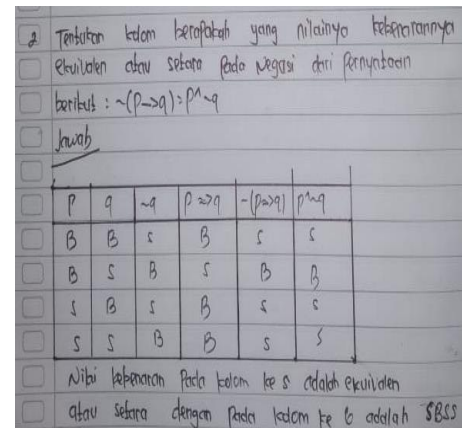 2 Tentukan kolom berapakah yang nilainya kebenarannya
ekuivalen atau setara pada Negasi dari pernyataan
berikut : ~(P->q) = P^~q
Jawab
P q ~q P =>q ~(P=>q) P^~q
B B S B S S
B S B S B B
S B S B S S
S S B B S S
Nilai kebenaran Pada kolom ke 5 adalah ekuivalen
atau setara dengan pada kolom ke 6 adalah SBSS